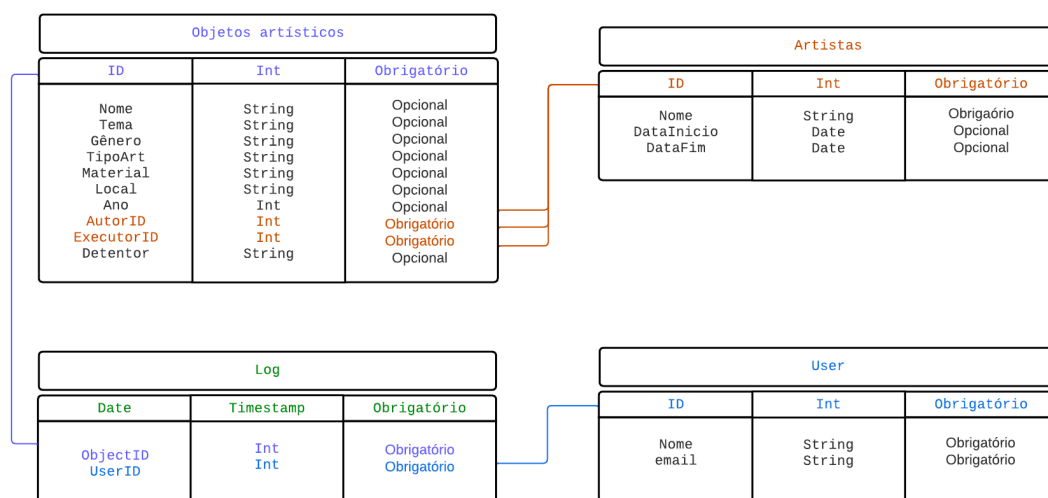 Objetos artísticos
ID Int Obrigatório
Nome String Opcional
Tema String Opcional
Gênero String Opcional
TipoArt String Opcional
Material String Opcional
Local String Opcional
Ano Int Opcional
AutorID Int Obrigatório
ExecutorID Int Obrigatório
Detentor String Opcional
Artistas
ID Int Obrigatório
Nome String Obrigaório
DataInicio Date Opcional
DataFim Date Opcional
Log
Date Timestamp Obrigatório
ObjectID Int Obrigatório
UserID Int Obrigatório
User
ID Int Obrigatório
Nome String Obrigatório
email String Obrigatório